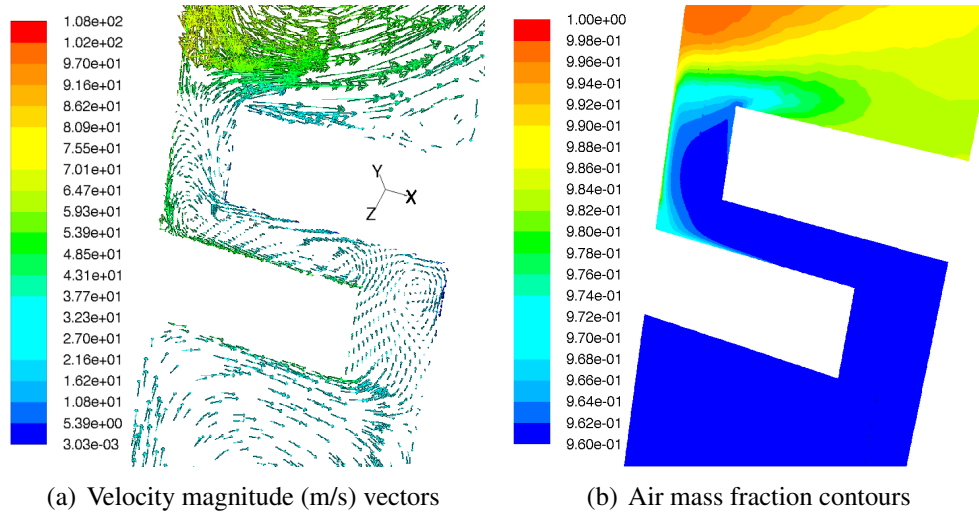 1.08e+02
1.02e+02
9.70e+01
9.16e+01
8.62e+01
8.09e+01
7.55e+01
7.01e+01
6.47e+01
5.93e+01
5.39e+01
4.85e+01
4.31e+01
3.77e+01
3.23e+01
2.70e+01
2.16e+01
1.62e+01
1.08e+01
5.39e+00
3.03e-03
Y
X
Z
(a) Velocity magnitude (m/s) vectors
1.00e+00
9.98e-01
9.96e-01
9.94e-01
9.92e-01
9.90e-01
9.88e-01
9.86e-01
9.84e-01
9.82e-01
9.80e-01
9.78e-01
9.76e-01
9.74e-01
9.72e-01
9.70e-01
9.68e-01
9.66e-01
9.64e-01
9.62e-01
9.60e-01
(b) Air mass fraction contours